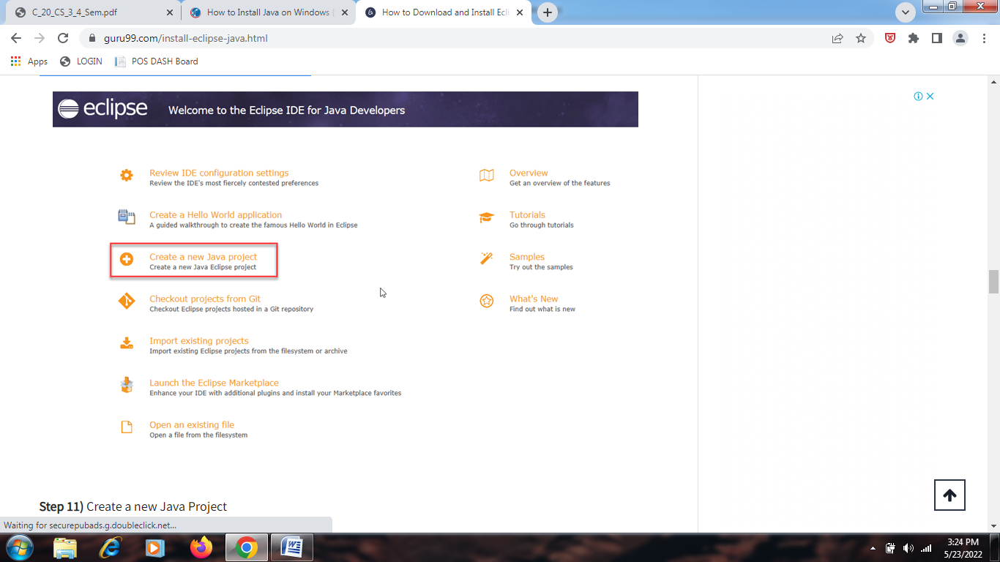 C_20_CS_3_4_Sem.pdf
How to Install Java on Windows
How to Download and Install Ecli
guru99.com/install-eclipse-java.html
Apps
LOGIN
POS DASH Board
eclipse
Welcome to the Eclipse IDE for Java Developers
Review IDE configuration settings
Review the IDE's most fiercely contested preferences
Overview
Get an overview of the features
Create a Hello World application
A guided walkthrough to create the famous Hello World in Eclipse
Tutorials
Go through tutorials
Create a new Java project
Create a new Java Eclipse project
Samples
Try out the samples
Checkout projects from Git
Checkout Eclipse projects hosted in a Git repository
What's New
Find out what is new
Import existing projects
Import existing Eclipse projects from the filesystem or archive
Launch the Eclipse Marketplace
Enhance your IDE with additional plugins and install your Marketplace favorites
Open an existing file
Open a file from the filesystem
Step 11) Create a new Java Project
Waiting for securepubads.g.doubleclick.net...
3:24 PM
5/23/2022